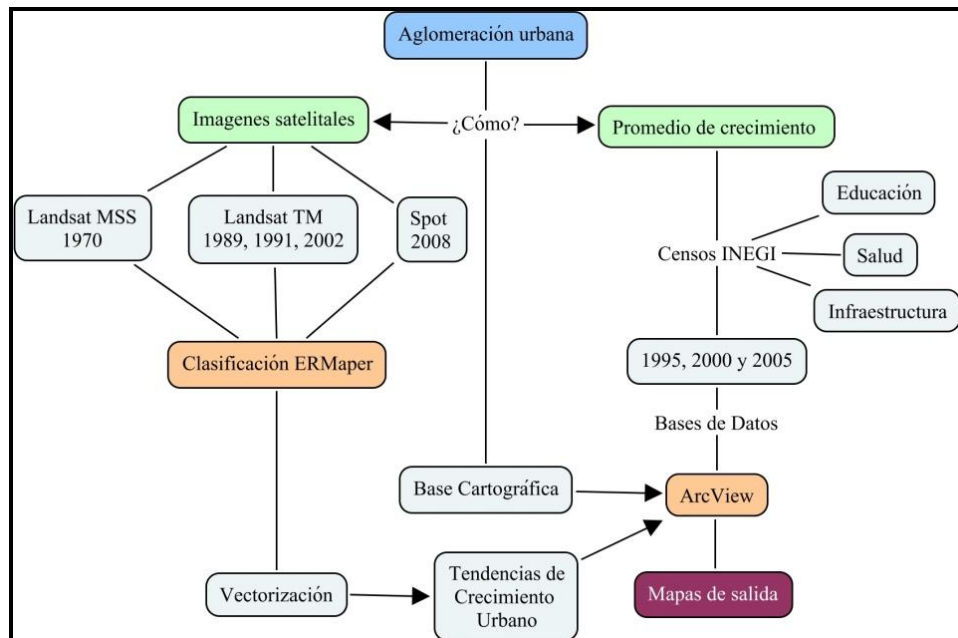 Aglomeración urbana
Imagenes satelitales
¿Cómo?
Promedio de crecimiento
Landsat MSS
1970
Landsat TM
1989, 1991, 2002
Spot
2008
Educación
Censos INEGI
Salud
Infraestructura
Clasificación ERMaper
1995, 2000 y 2005
Bases de Datos
Base Cartográfica
ArcView
Vectorización
Tendencias de
Crecimiento
Urbano
Mapas de salida